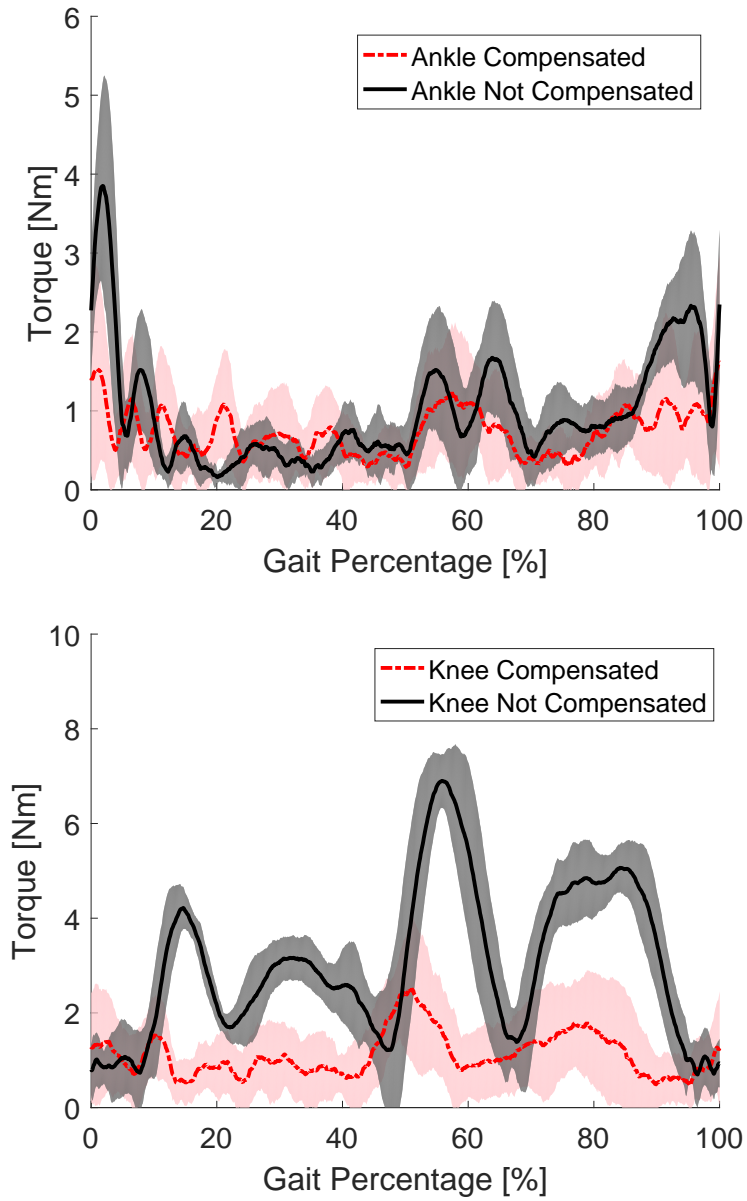 6
5
4
3
2
1
0
Torque [Nm]
Ankle Compensated
Ankle Not Compensated
0 20 40 60 80 100
Gait Percentage [%]
10
8
6
4
2
0
Torque [Nm]
Knee Compensated
Knee Not Compensated
0 20 40 60 80 100
Gait Percentage [%]